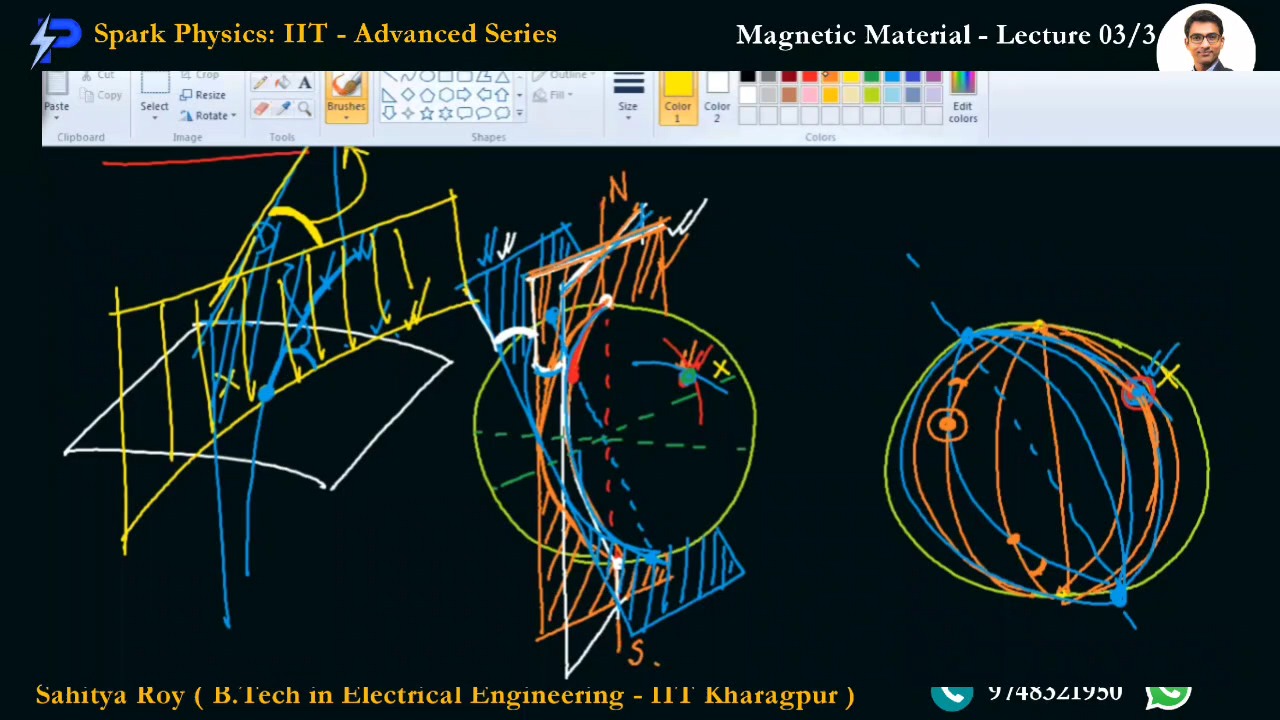 Spark Physics: IIT - Advanced Series
Magnetic Material - Lecture 03/3
Cut
Copy
Paste
Clipboard
Crop
Resize
Rotate
Select
Image
A
Tools
Brushes
Outline
Fill
Shapes
Size
Color 1
Color 2
Edit colors
Colors
N
S.
Sahitya Roy ( B.Tech in Electrical Engineering - IIT Kharagpur )
9748321950